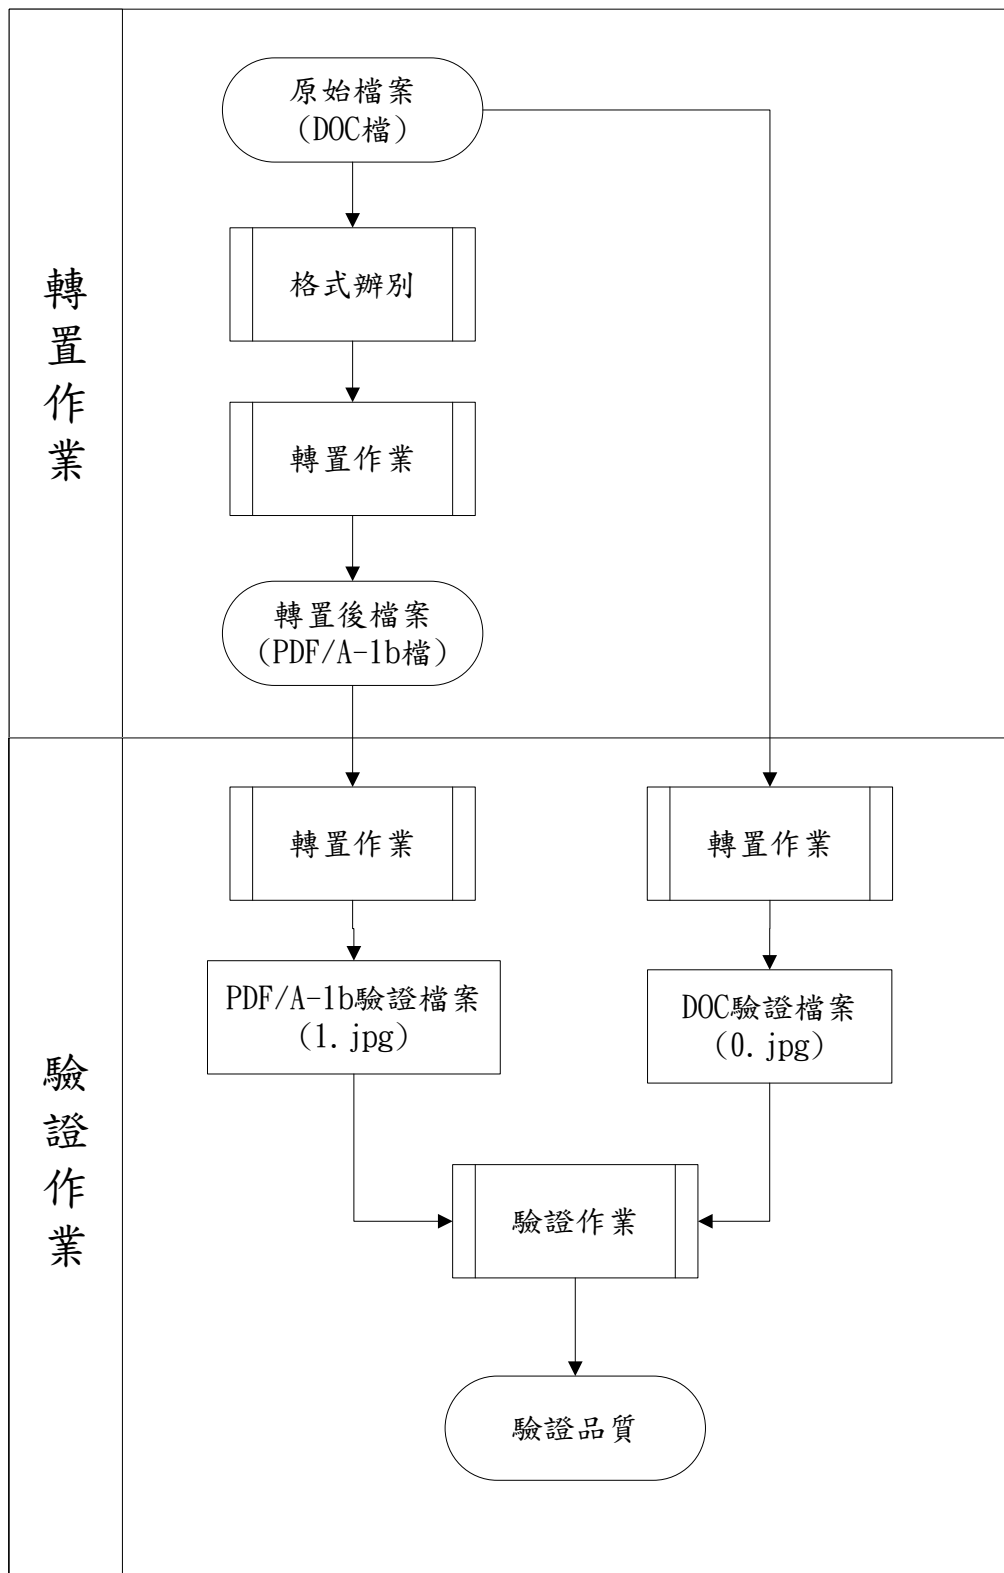 轉置作業
原始檔案
(DOC檔)
格式辨別
轉置作業
轉置後檔案
(PDF/A-1b檔)
驗證作業
轉置作業
轉置作業
PDF/A-1b驗證檔案
(1.jpg)
DOC驗證檔案
(0.jpg)
驗證作業
驗證品質